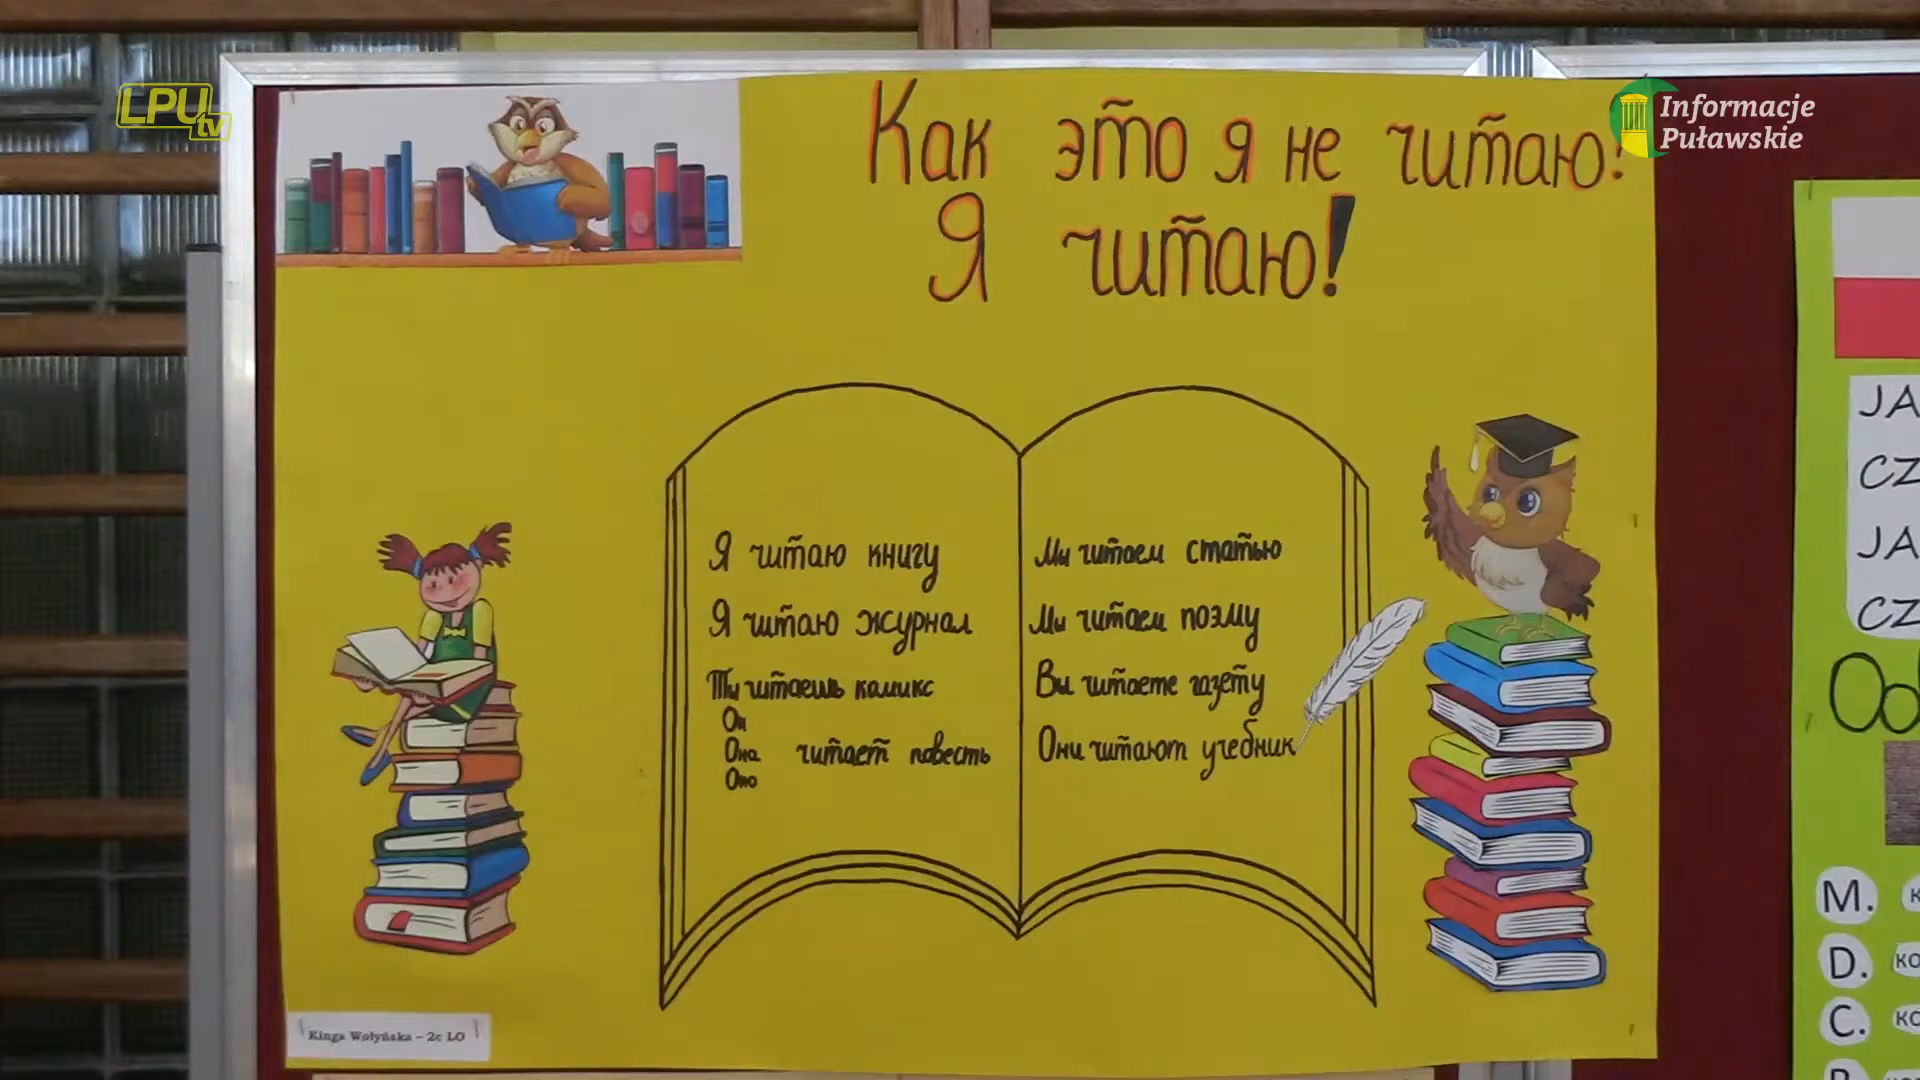 LPU tv
Informacje
Puławskie
Как это я не читаю!
Я читаю!
Я читаю книгу
Я читаю журнал
Ты читаешь комикс
Он
Она читает повесть
Оно
Мы читаем статью
Мы читаем поэму
Вы читаете газету
Они читают учебник
Kinga Wołyńska – 2c LO
JA
CZ
JA
CZ
Od
M.
D.
C.